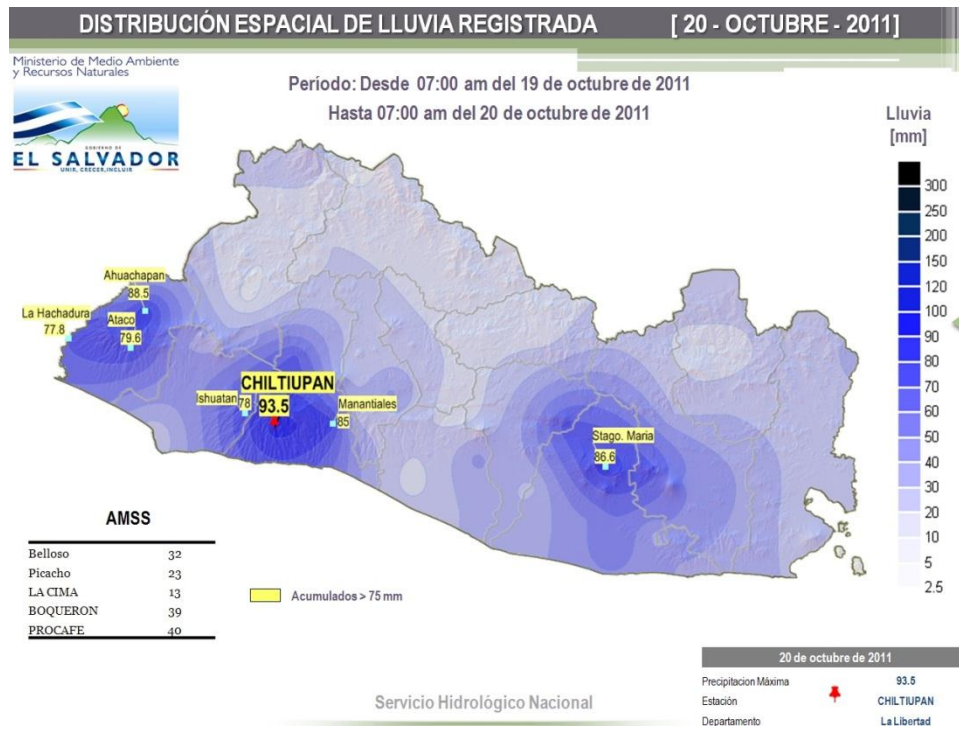 DISTRIBUCIÓN ESPACIAL DE LLUVIA REGISTRADA [ 20 - OCTUBRE - 2011]
Ministerio de Medio Ambiente
y Recursos Naturales
GOBIERNO DE
EL SALVADOR
UNIR, CRECER, INCLUIR
Período: Desde 07:00 am del 19 de octubre de 2011
Hasta 07:00 am del 20 de octubre de 2011
Lluvia
[mm]
300
250
200
150
120
100
90
80
70
60
50
40
30
20
10
5
2.5
Ahuachapan
88.5
La Hachadura
77.8
Ataco
79.6
CHILTIUPAN
93.5
Ishuatan 78
Manantiales
85
Stago. Maria
86.6
AMSS
Belloso 32
Picacho 23
LA CIMA 13
BOQUERON 39
PROCAFE 40
Acumulados > 75 mm
20 de octubre de 2011
Precipitacion Máxima 93.5
Estación CHILTIUPAN
Departamento La Libertad
Servicio Hidrológico Nacional